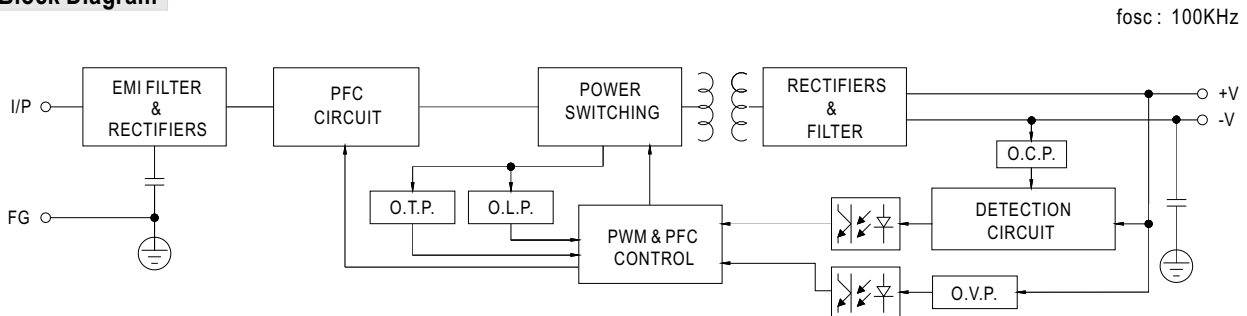 Block Diagram
fosc : 100KHz
I/P
EMI FILTER
&
RECTIFIERS
PFC
CIRCUIT
POWER
SWITCHING
RECTIFIERS
&
FILTER
+V
-V
O.C.P.
FG
O.T.P.
O.L.P.
PWM & PFC
CONTROL
DETECTION
CIRCUIT
O.V.P.